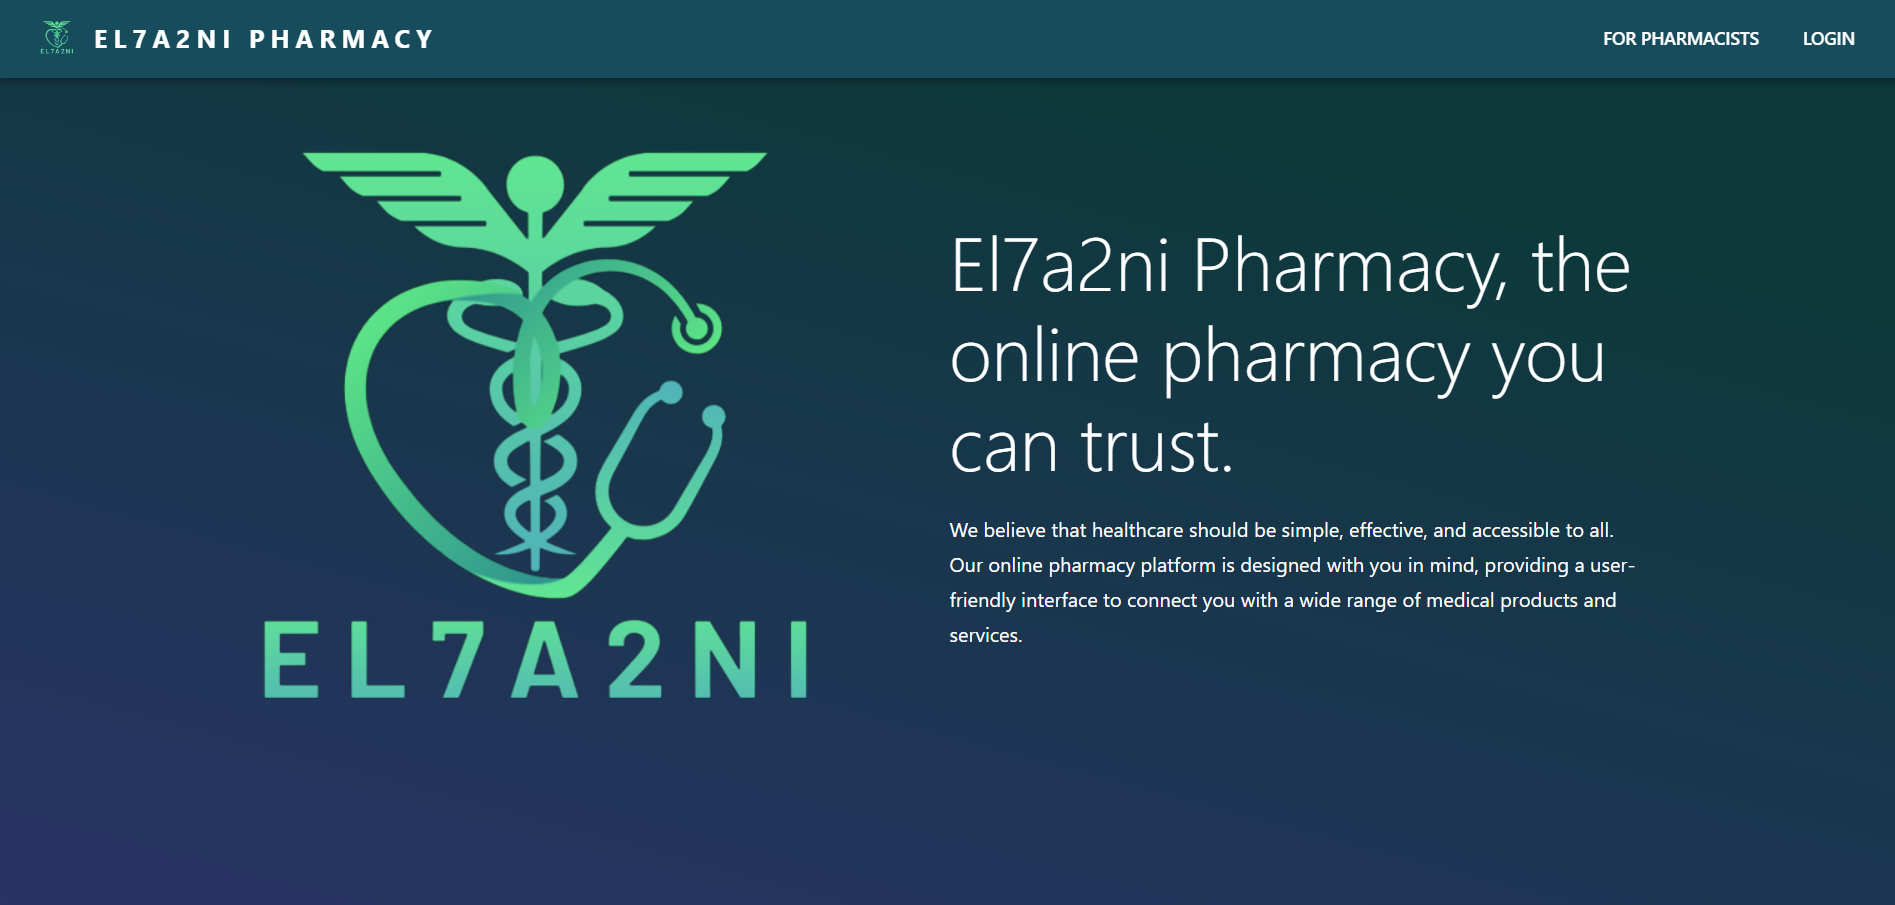 EL7A2NI
EL7A2NI PHARMACY
FOR PHARMACISTS
LOGIN
EL7A2NI
El7a2ni Pharmacy, the
online pharmacy you
can trust.
We believe that healthcare should be simple, effective, and accessible to all.
Our online pharmacy platform is designed with you in mind, providing a user-
friendly interface to connect you with a wide range of medical products and
services.